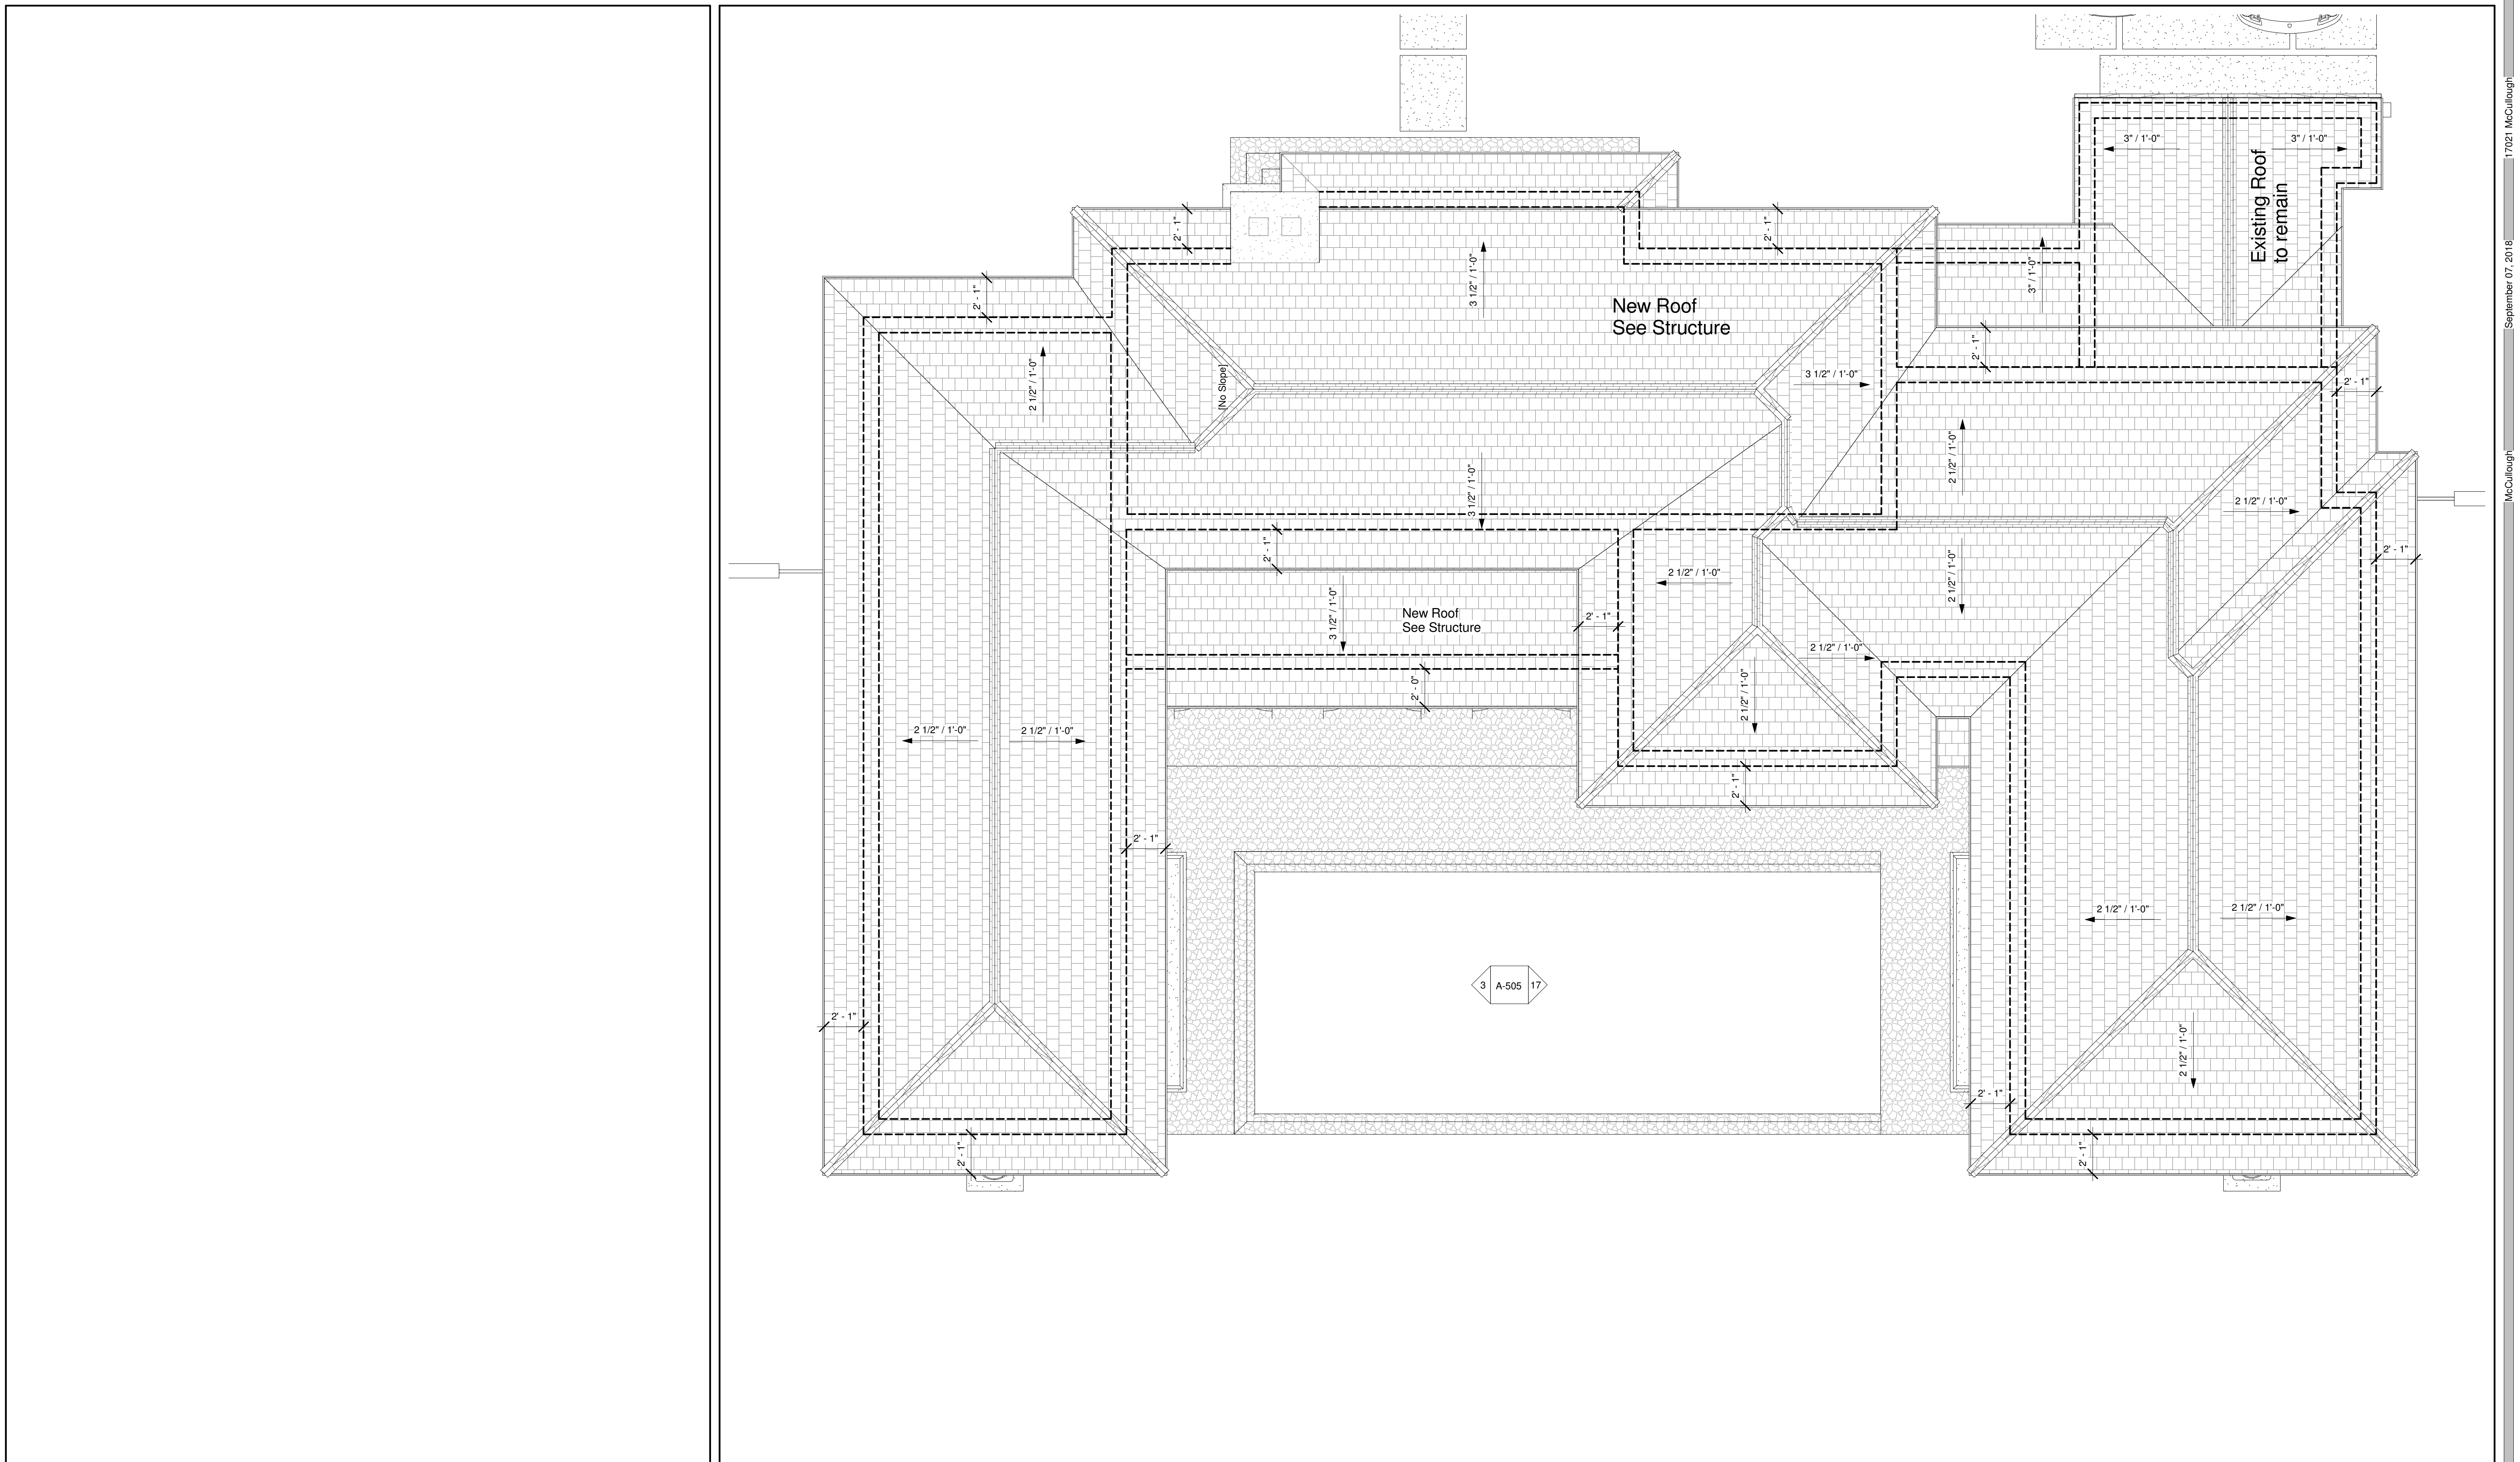 17021 McCullough
3" / 1'-0"
3" / 1'-0"
Existing Roof
to remain
2' - 1"
2' - 1"
3 1/2" / 1'-0"
3" / 1'-0"
September 07, 2018
2' - 1"
New Roof
See Structure
2' - 1"
2 1/2" / 1'-0"
[No Slope]
3 1/2" / 1'-0"
2' - 1"
McCullough
2 1/2" / 1'-0"
3 1/2" / 1'-0"
2 1/2" / 1'-0"
2' - 1"
2' - 1"
2 1/2" / 1'-0"
2 1/2" / 1'-0"
3 1/2" / 1'-0"
New Roof
See Structure
2' - 1"
2 1/2" / 1'-0"
2' - 0"
2 1/2" / 1'-0"
2 1/2" / 1'-0"
2 1/2" / 1'-0"
2' - 1"
2' - 1"
2 1/2" / 1'-0"
2 1/2" / 1'-0"
3
A-505
17
2' - 1"
2 1/2" / 1'-0"
2' - 1"
2' - 1"
2' - 1"